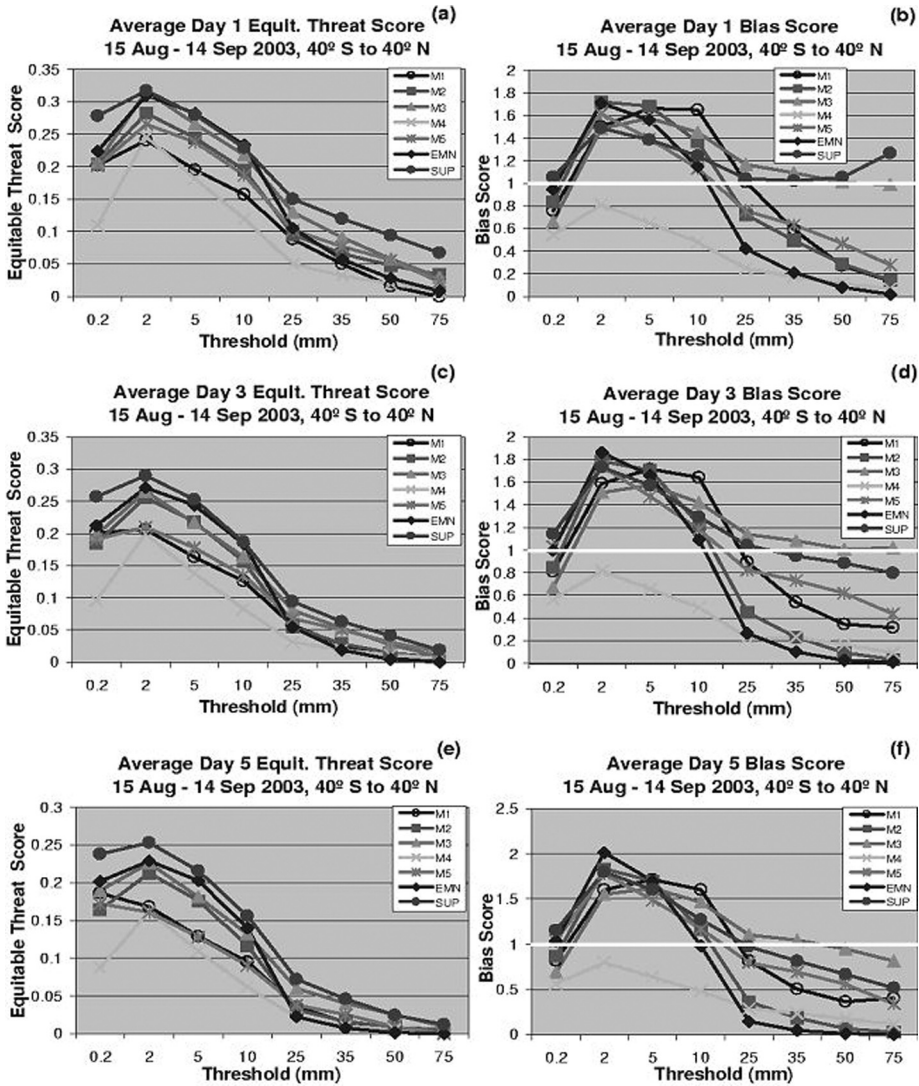 Average Day 1 Equit. Threat Score (a)
15 Aug - 14 Sep 2003, 40º S to 40º N
Equitable Threat Score
0.35
0.3
0.25
0.2
0.15
0.1
0.05
0
0.2 2 5 10 25 35 50 75
Threshold (mm)
M1
M2
M3
M4
M5
EMN
SUP
Average Day 1 Bias Score (b)
15 Aug - 14 Sep 2003, 40º S to 40º N
Bias Score
2
1.8
1.6
1.4
1.2
1
0.8
0.6
0.4
0.2
0
0.2 2 5 10 25 35 50 75
Threshold (mm)
M1
M2
M3
M4
M5
EMN
SUP
Average Day 3 Equit. Threat Score (c)
15 Aug - 14 Sep 2003, 40º S to 40º N
Equitable Threat Score
0.35
0.3
0.25
0.2
0.15
0.1
0.05
0
0.2 2 5 10 25 35 50 75
Threshold (mm)
M1
M2
M3
M4
M5
EMN
SUP
Average Day 3 Bias Score (d)
15 Aug - 14 Sep 2003, 40º S to 40º N
Bias Score
2
1.8
1.6
1.4
1.2
1
0.8
0.6
0.4
0.2
0
0.2 2 5 10 25 35 50 75
Threshold (mm)
M1
M2
M3
M4
M5
EMN
SUP
Average Day 5 Equit. Threat Score (e)
15 Aug - 14 Sep 2003, 40º S to 40º N
Equitable Threat Score
0.3
0.25
0.2
0.15
0.1
0.05
0
0.2 2 5 10 25 35 50 75
Threshold (mm)
M1
M2
M3
M4
M5
EMN
SUP
Average Day 5 Bias Score (f)
15 Aug - 14 Sep 2003, 40º S to 40º N
Bias Score
2.5
2
1.5
1
0.5
0
0.2 2 5 10 25 35 50 75
Threshold (mm)
M1
M2
M3
M4
M5
EMN
SUP